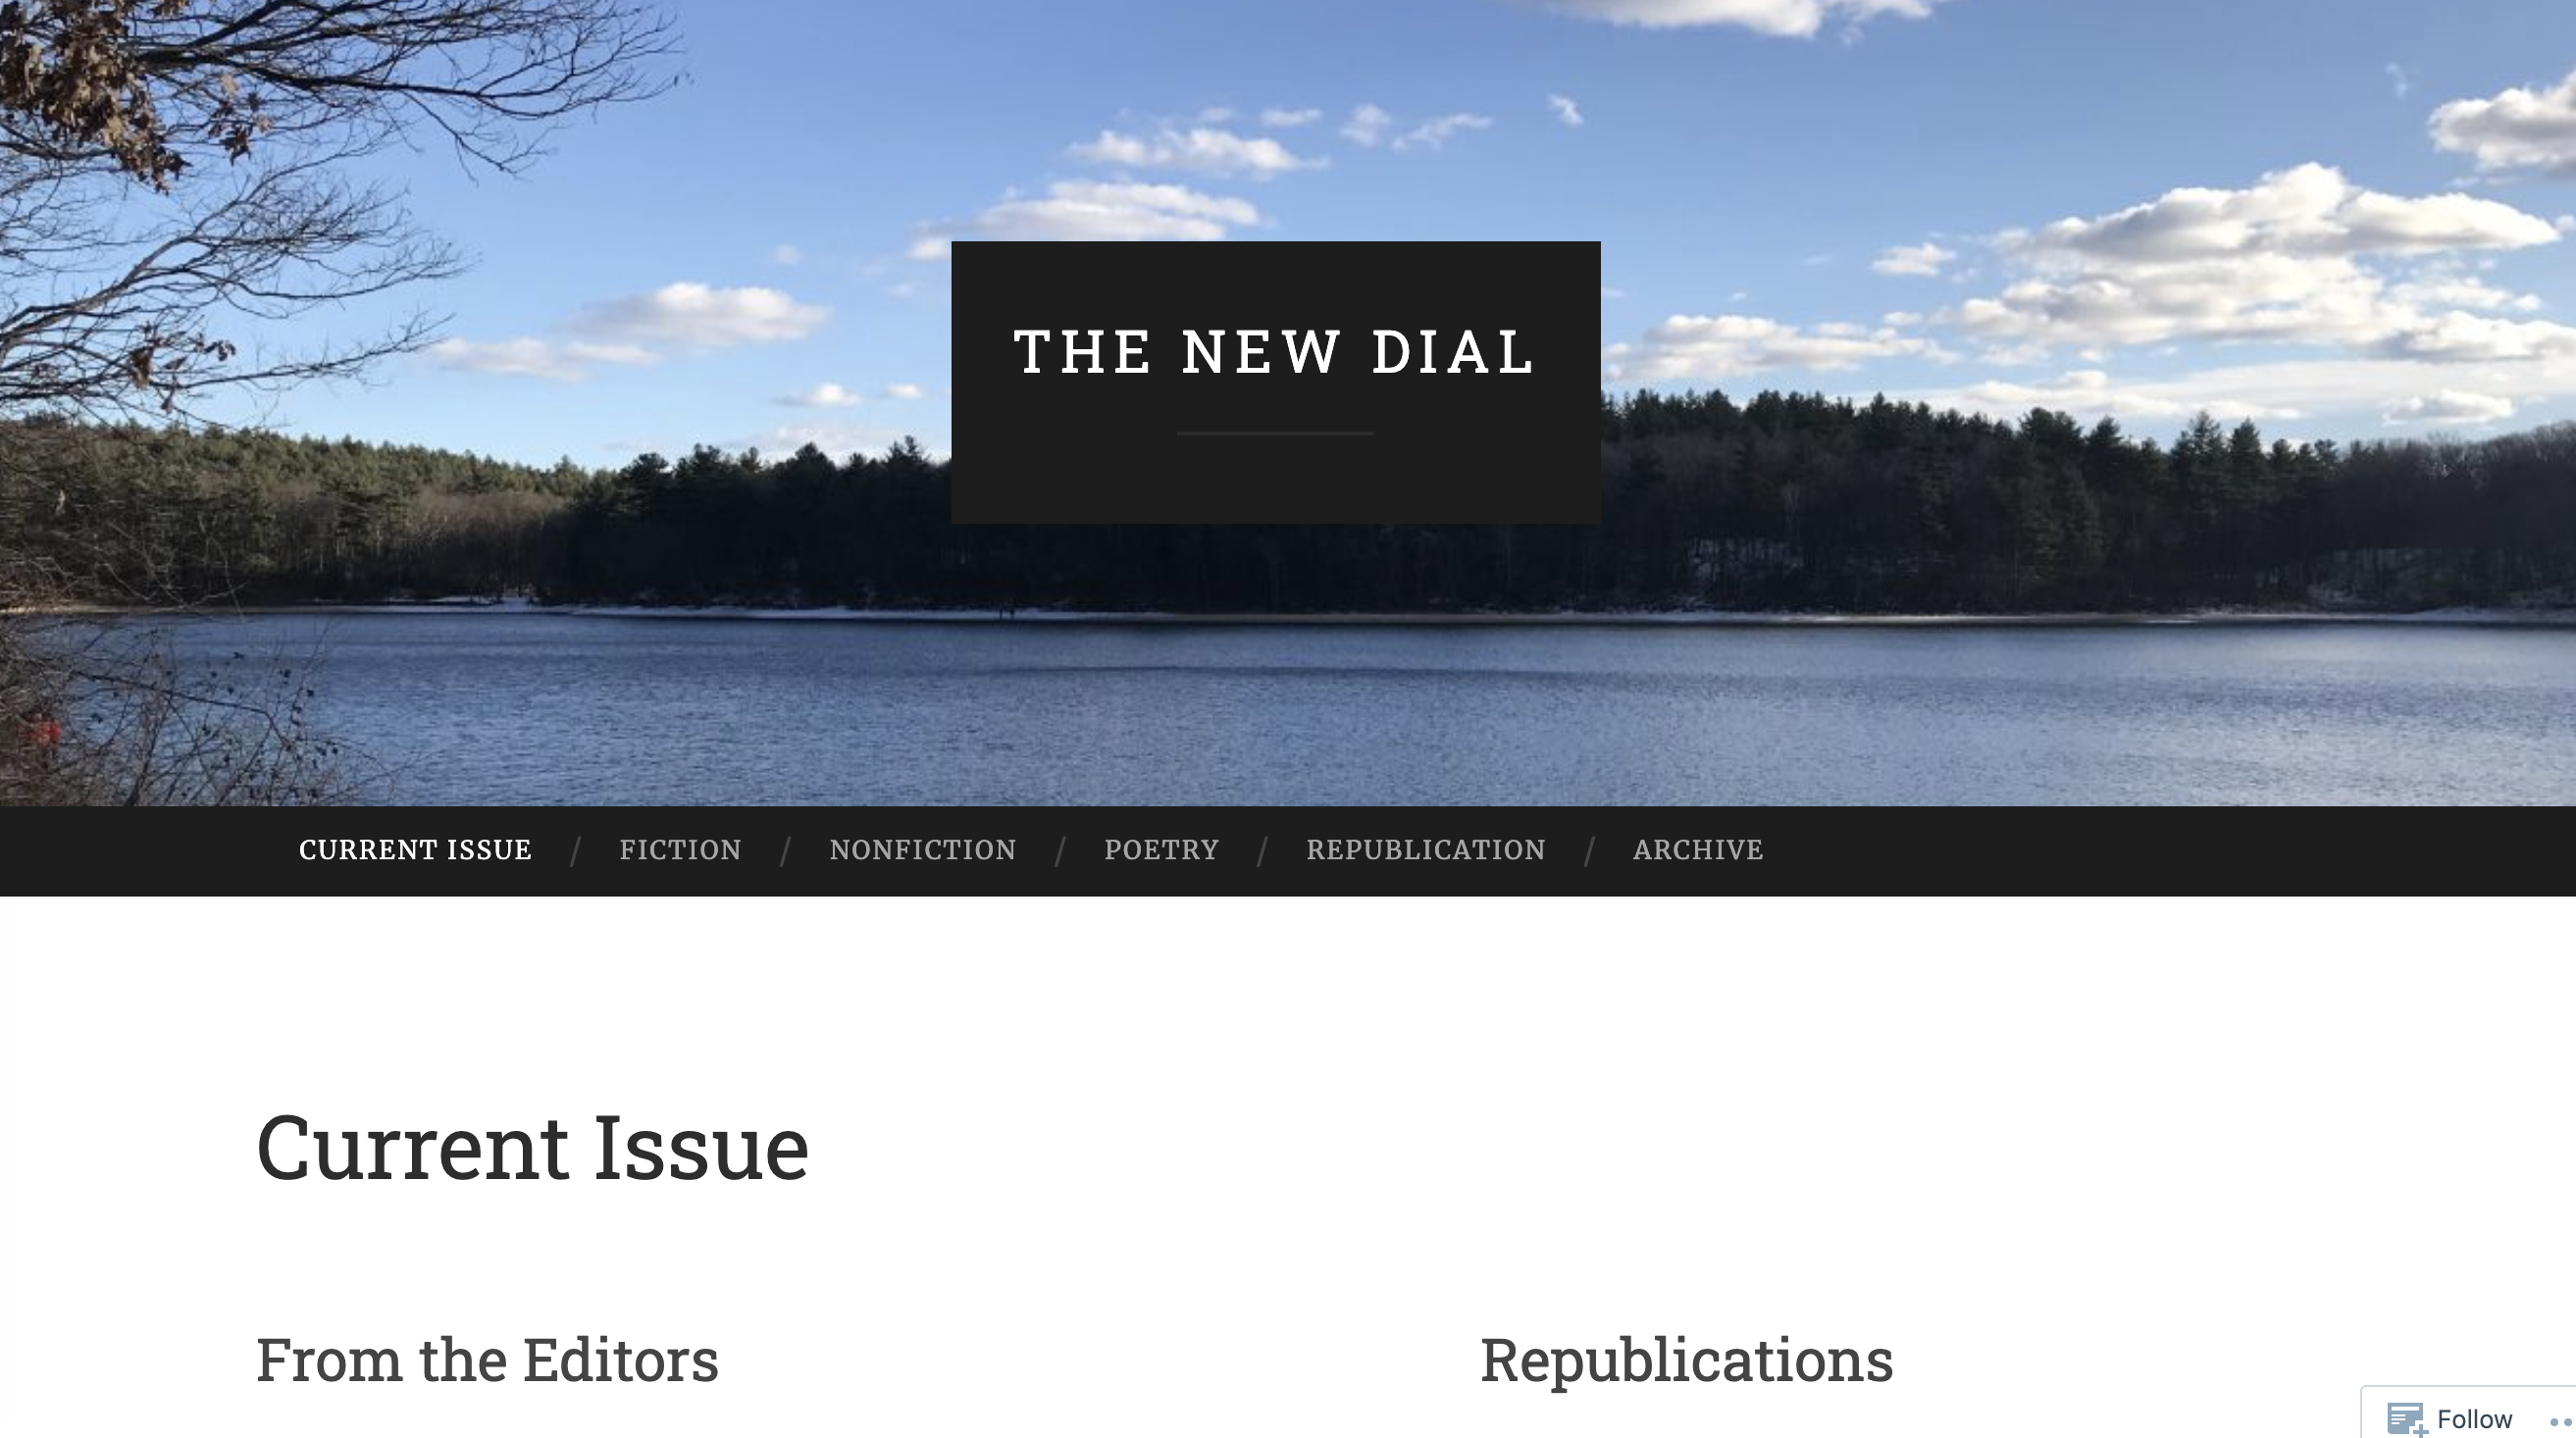 THE NEW DIAL
CURRENT ISSUE / FICTION / NONFICTION / POETRY / REPUBLICATION / ARCHIVE
Current Issue
From the Editors
Republications
Follow